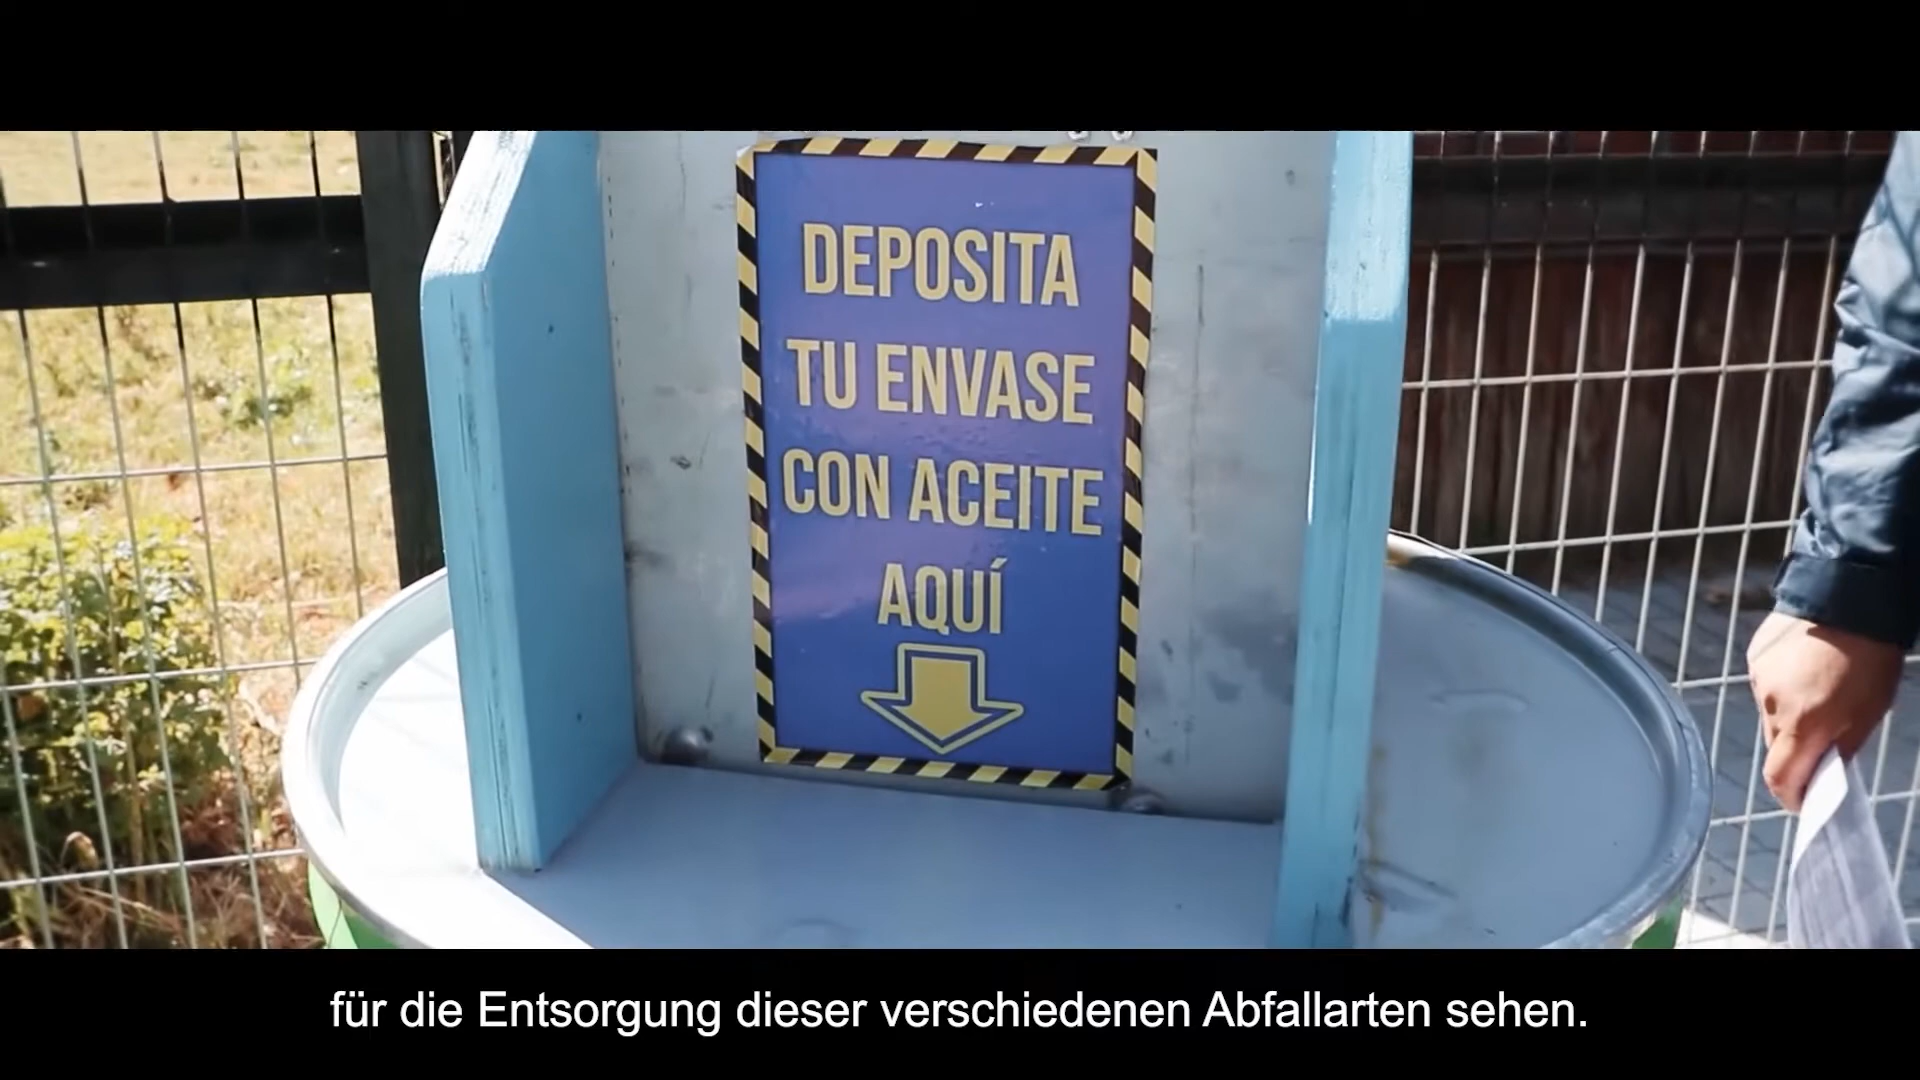 DEPOSITA
TU ENVASE
CON ACEITE
AQUÍ
für die Entsorgung dieser verschiedenen Abfallarten sehen.